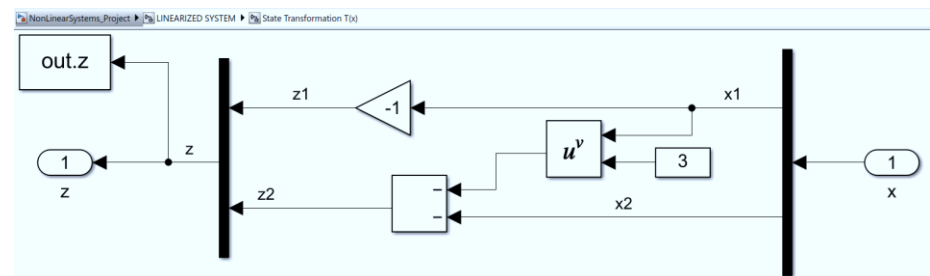 NonLinearSystems_Project LINEARIZED SYSTEM State Transformation T(x)
out.z
z1
-1
x1
u^v
3
z
1
z
z2
x2
1
x